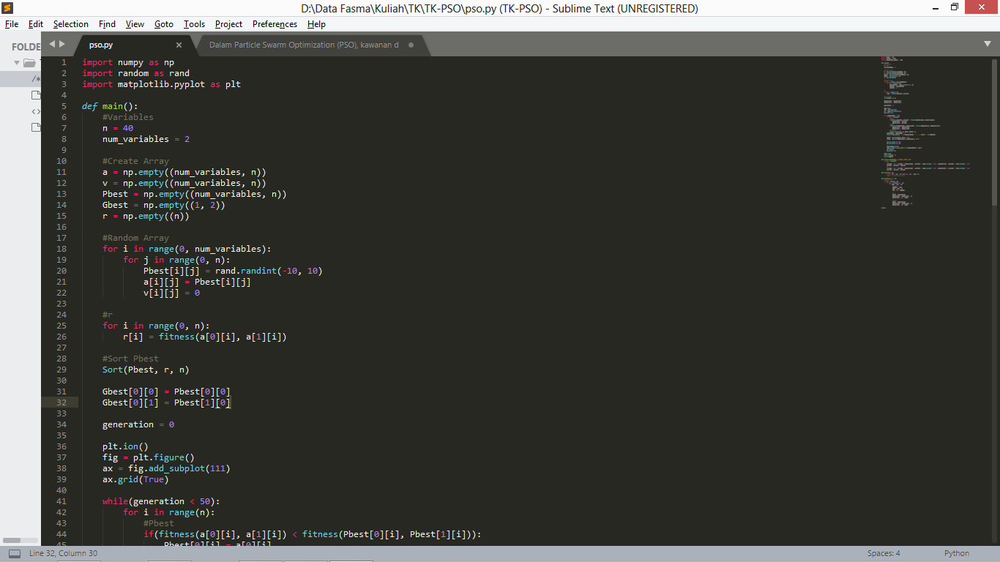 D:\Data Fasma\Kuliah\TK\TK-PSO\pso.py (TK-PSO) - Sublime Text (UNREGISTERED)
File Edit Selection Find View Goto Tools Project Preferences Help
FOLDE
pso.py
Dalam Particle Swarm Optimization (PSO), kawanan d
1 import numpy as np
2 import random as rand
3 import matplotlib.pyplot as plt
4
5 def main():
6 #Variables
7 n = 40
8 num_variables = 2
9
10 #Create Array
11 a = np.empty((num_variables, n))
12 v = np.empty((num_variables, n))
13 Pbest = np.empty((num_variables, n))
14 Gbest = np.empty((1, 2))
15 r = np.empty((n))
16
17 #Random Array
18 for i in range(0, num_variables):
19 for j in range(0, n):
20 Pbest[i][j] = rand.randint(-10, 10)
21 a[i][j] = Pbest[i][j]
22 v[i][j] = 0
23
24 #r
25 for i in range(0, n):
26 r[i] = fitness(a[0][i], a[1][i])
27
28 #Sort Pbest
29 Sort(Pbest, r, n)
30
31 Gbest[0][0] = Pbest[0][0]
32 Gbest[0][1] = Pbest[1][0]
33
34 generation = 0
35
36 plt.ion()
37 fig = plt.figure()
38 ax = fig.add_subplot(111)
39 ax.grid(True)
40
41 while(generation < 50):
42 for i in range(n):
43 #Pbest
44 if(fitness(a[0][i], a[1][i]) < fitness(Pbest[0][i], Pbest[1][i])):
45 Pbest[0][i] = a[0][i]
Line 32, Column 30
Spaces: 4
Python